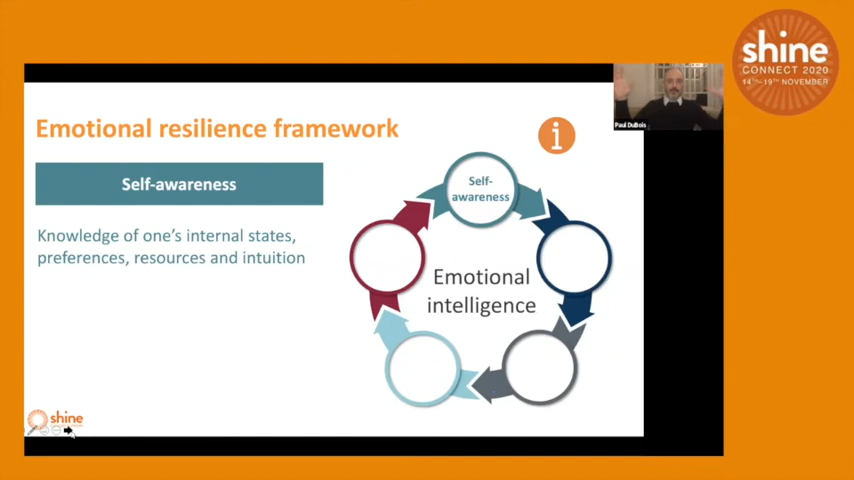 shine
CONNECT 2020
14TH-19TH NOVEMBER
Paul DuBois
Emotional resilience framework
i
Self-awareness
Knowledge of one's internal states,
preferences, resources and intuition
Self-
awareness
Emotional
intelligence
shine